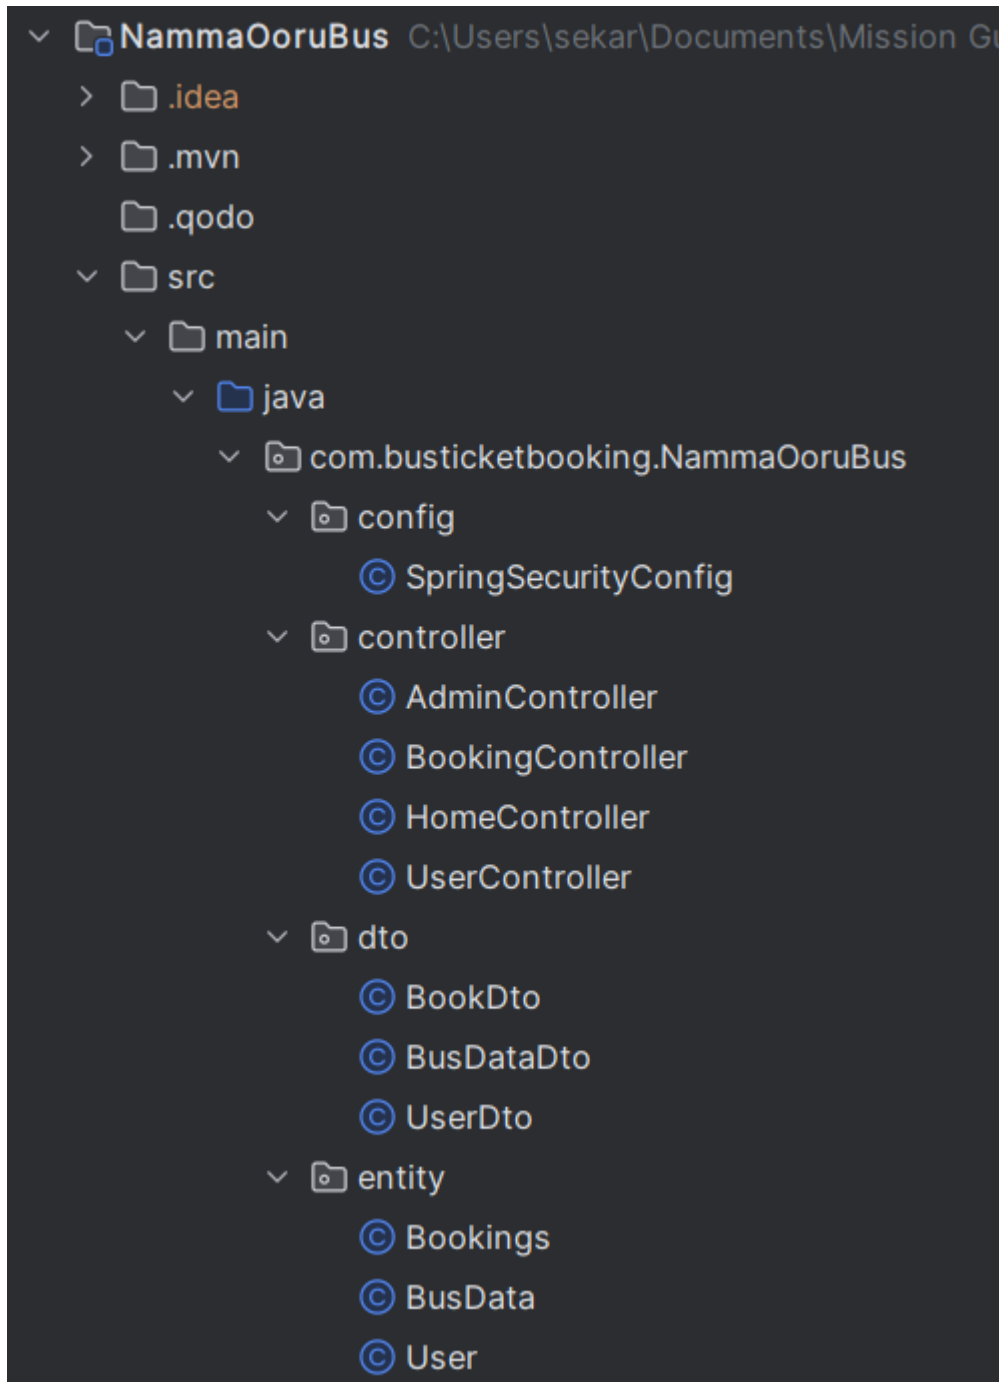 NammaOoruBus C:\Users\sekar\Documents\Mission
.idea
.mvn
.qodo
src
main
java
com.busticketbooking.NammaOoruBus
config
SpringSecurityConfig
controller
AdminController
BookingController
HomeController
UserController
dto
BookDto
BusDataDto
UserDto
entity
Bookings
BusData
User